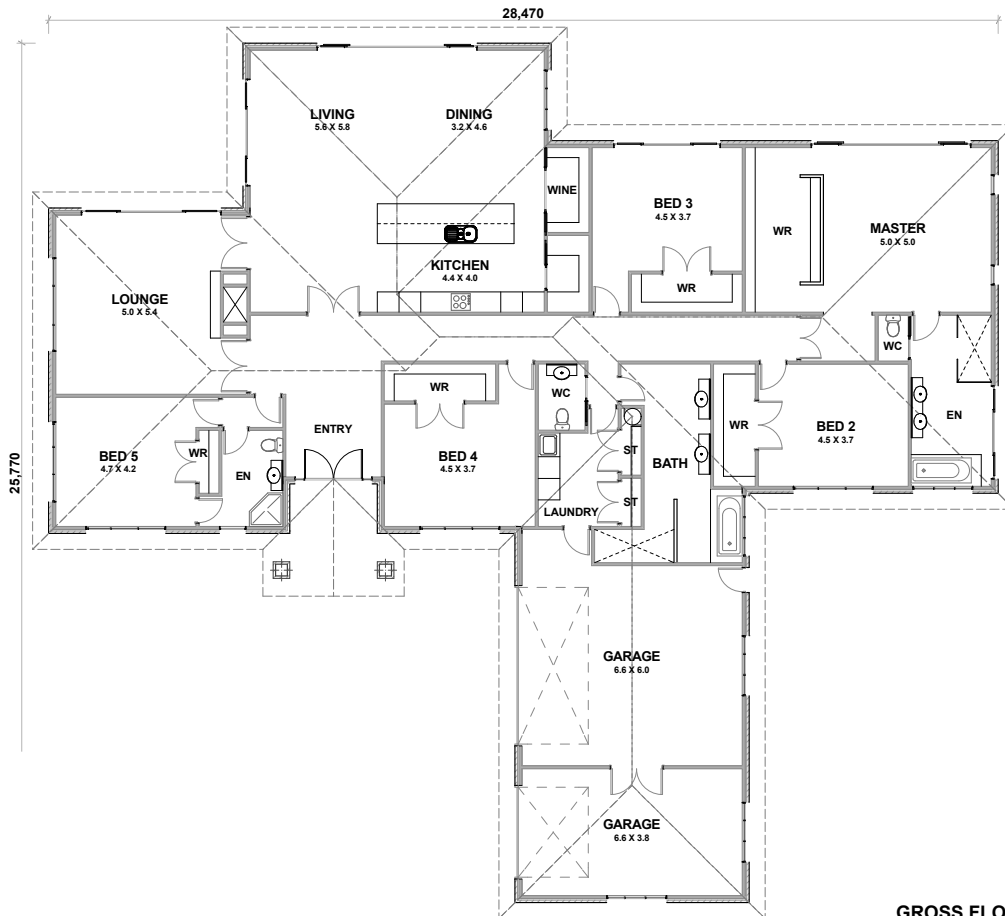 28,470
25,770
LIVING
5.6 X 5.8
DINING
3.2 X 4.6
WINE
BED 3
4.5 X 3.7
WR
WR
MASTER
5.0 X 5.0
KITCHEN
4.4 X 4.0
LOUNGE
5.0 X 5.4
WC
WR
WC
ENTRY
BED 4
4.5 X 3.7
BED 5
4.7 X 4.2
WR
EN
ST
ST
LAUNDRY
BATH
WR
BED 2
4.5 X 3.7
EN
GARAGE
6.6 X 6.0
GARAGE
6.6 X 3.8
GROSS FLO